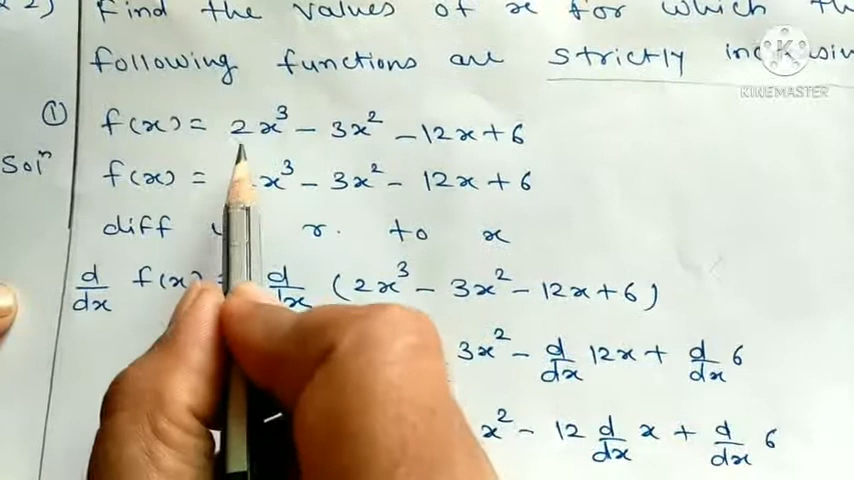 2) Find the values of x for which
following functions are strictly
KINEMASTER
① f(x) = 2x³ - 3x² - 12x + 6
Solⁿ f(x) = x³ - 3x² - 12x + 6
diff r. to x
d/dx f(x) = d/dx (2x³ - 3x² - 12x + 6)
3x² - d/dx 12x + d/dx 6
x² - 12 d/dx x + d/dx 6